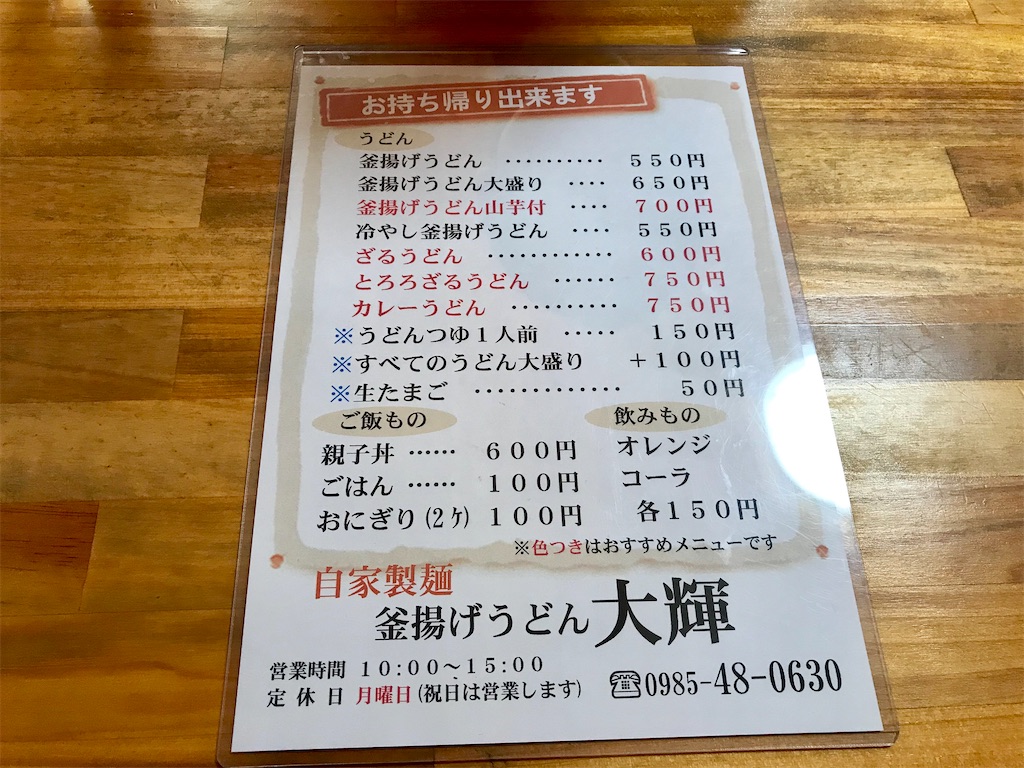 お持ち帰り出来ます
うどん
釜揚げうどん ・・・・・・・・・・ 550円
釜揚げうどん大盛り ・・・・ 650円
釜揚げうどん山芋付 ・・・・ 700円
冷やし釜揚げうどん ・・・・ 550円
ざるうどん ・・・・・・・・・・・・ 600円
とろろざるうどん ・・・・・・ 750円
カレーうどん ・・・・・・・・・・ 750円
※うどんつゆ1人前 ・・・・・ 150円
※すべてのうどん大盛り +100円
※生たまご ・・・・・・・・・・・・・ 50円
ご飯もの
親子丼 …… 600円
ごはん …… 100円
おにぎり(2ヶ) 100円
飲みもの
オレンジ
コーラ
各150円
※色つきはおすすめメニューです
自家製麺
釜揚げうどん大輝
営業時間 10:00〜15:00
定休日 月曜日(祝日は営業します)
☎0985-48-0630